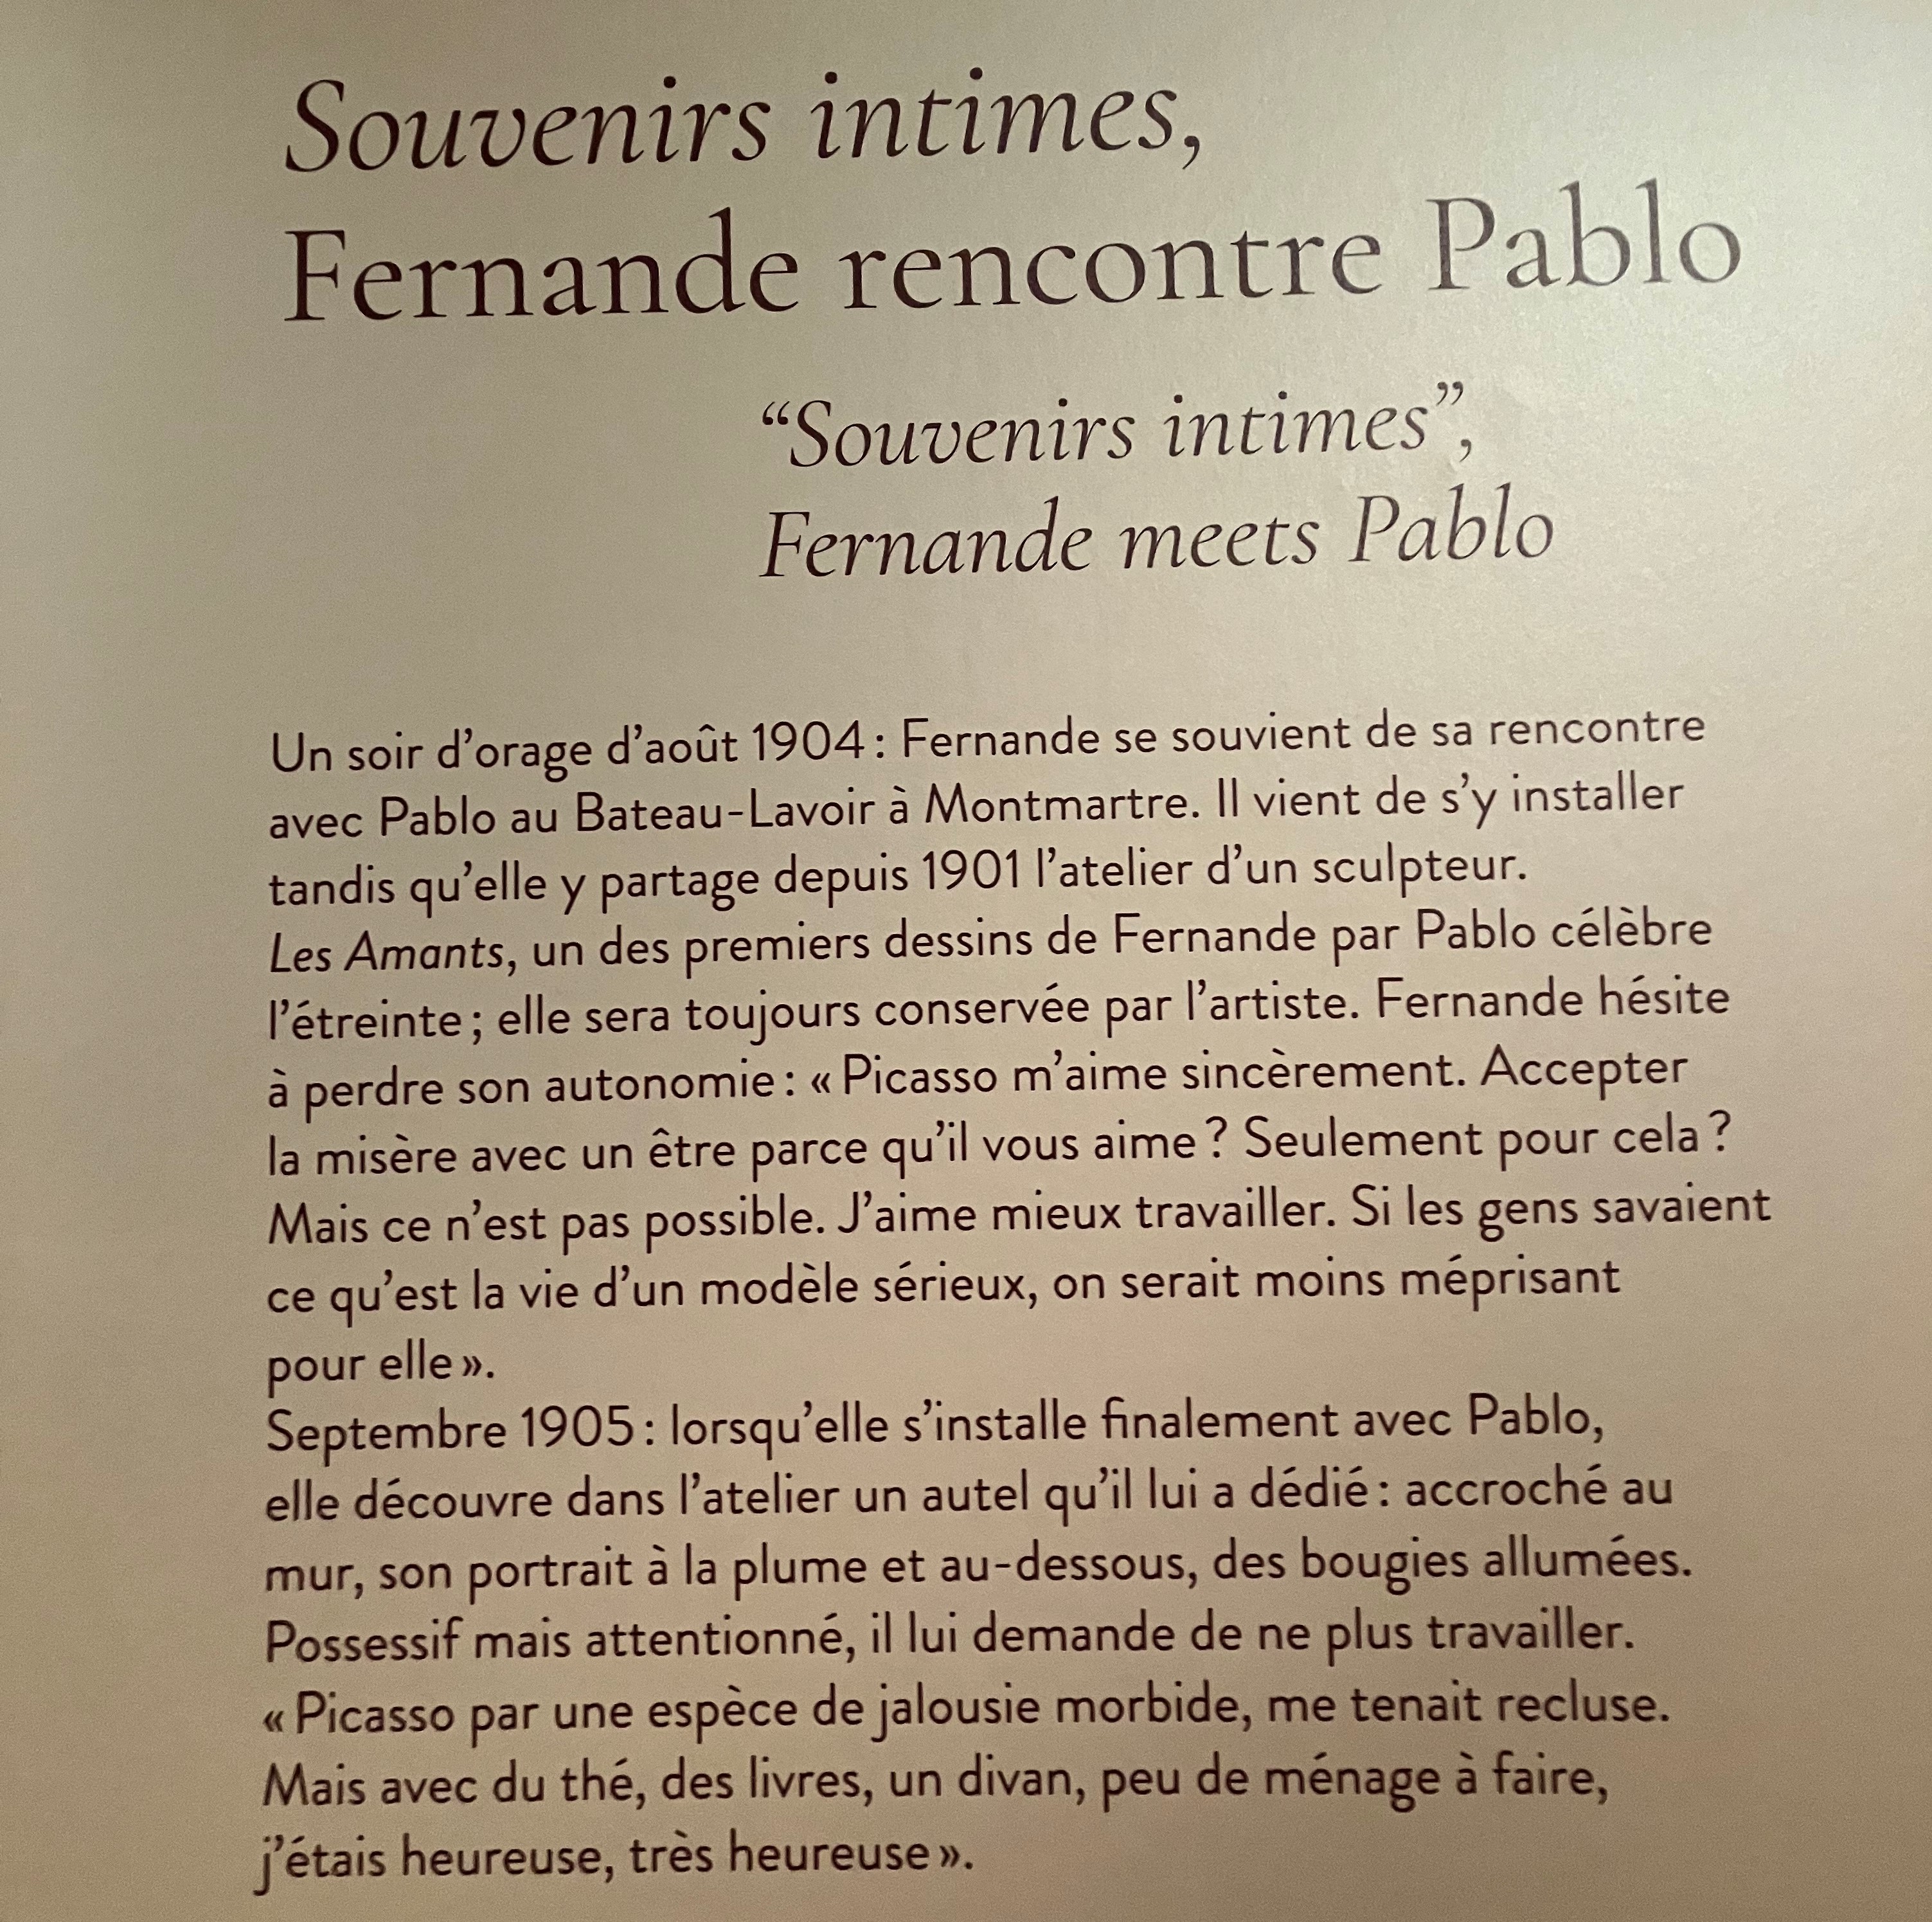 Souvenirs intimes,
Fernande rencontre Pablo
“Souvenirs intimes”,
Fernande meets Pablo
Un soir d’orage d’août 1904 : Fernande se souvient de sa rencontre
avec Pablo au Bateau-Lavoir à Montmartre. Il vient de s’y installer
tandis qu’elle y partage depuis 1901 l’atelier d’un sculpteur.
Les Amants, un des premiers dessins de Fernande par Pablo célèbre
l’étreinte ; elle sera toujours conservée par l’artiste. Fernande hésite
à perdre son autonomie : « Picasso m’aime sincèrement. Accepter
la misère avec un être parce qu’il vous aime ? Seulement pour cela ?
Mais ce n’est pas possible. J’aime mieux travailler. Si les gens savaient
ce qu’est la vie d’un modèle sérieux, on serait moins méprisant
pour elle ».
Septembre 1905 : lorsqu’elle s’installe finalement avec Pablo,
elle découvre dans l’atelier un autel qu’il lui a dédié : accroché au
mur, son portrait à la plume et au-dessous, des bougies allumées.
Possessif mais attentionné, il lui demande de ne plus travailler.
« Picasso par une espèce de jalousie morbide, me tenait recluse.
Mais avec du thé, des livres, un divan, peu de ménage à faire,
j’étais heureuse, très heureuse ».